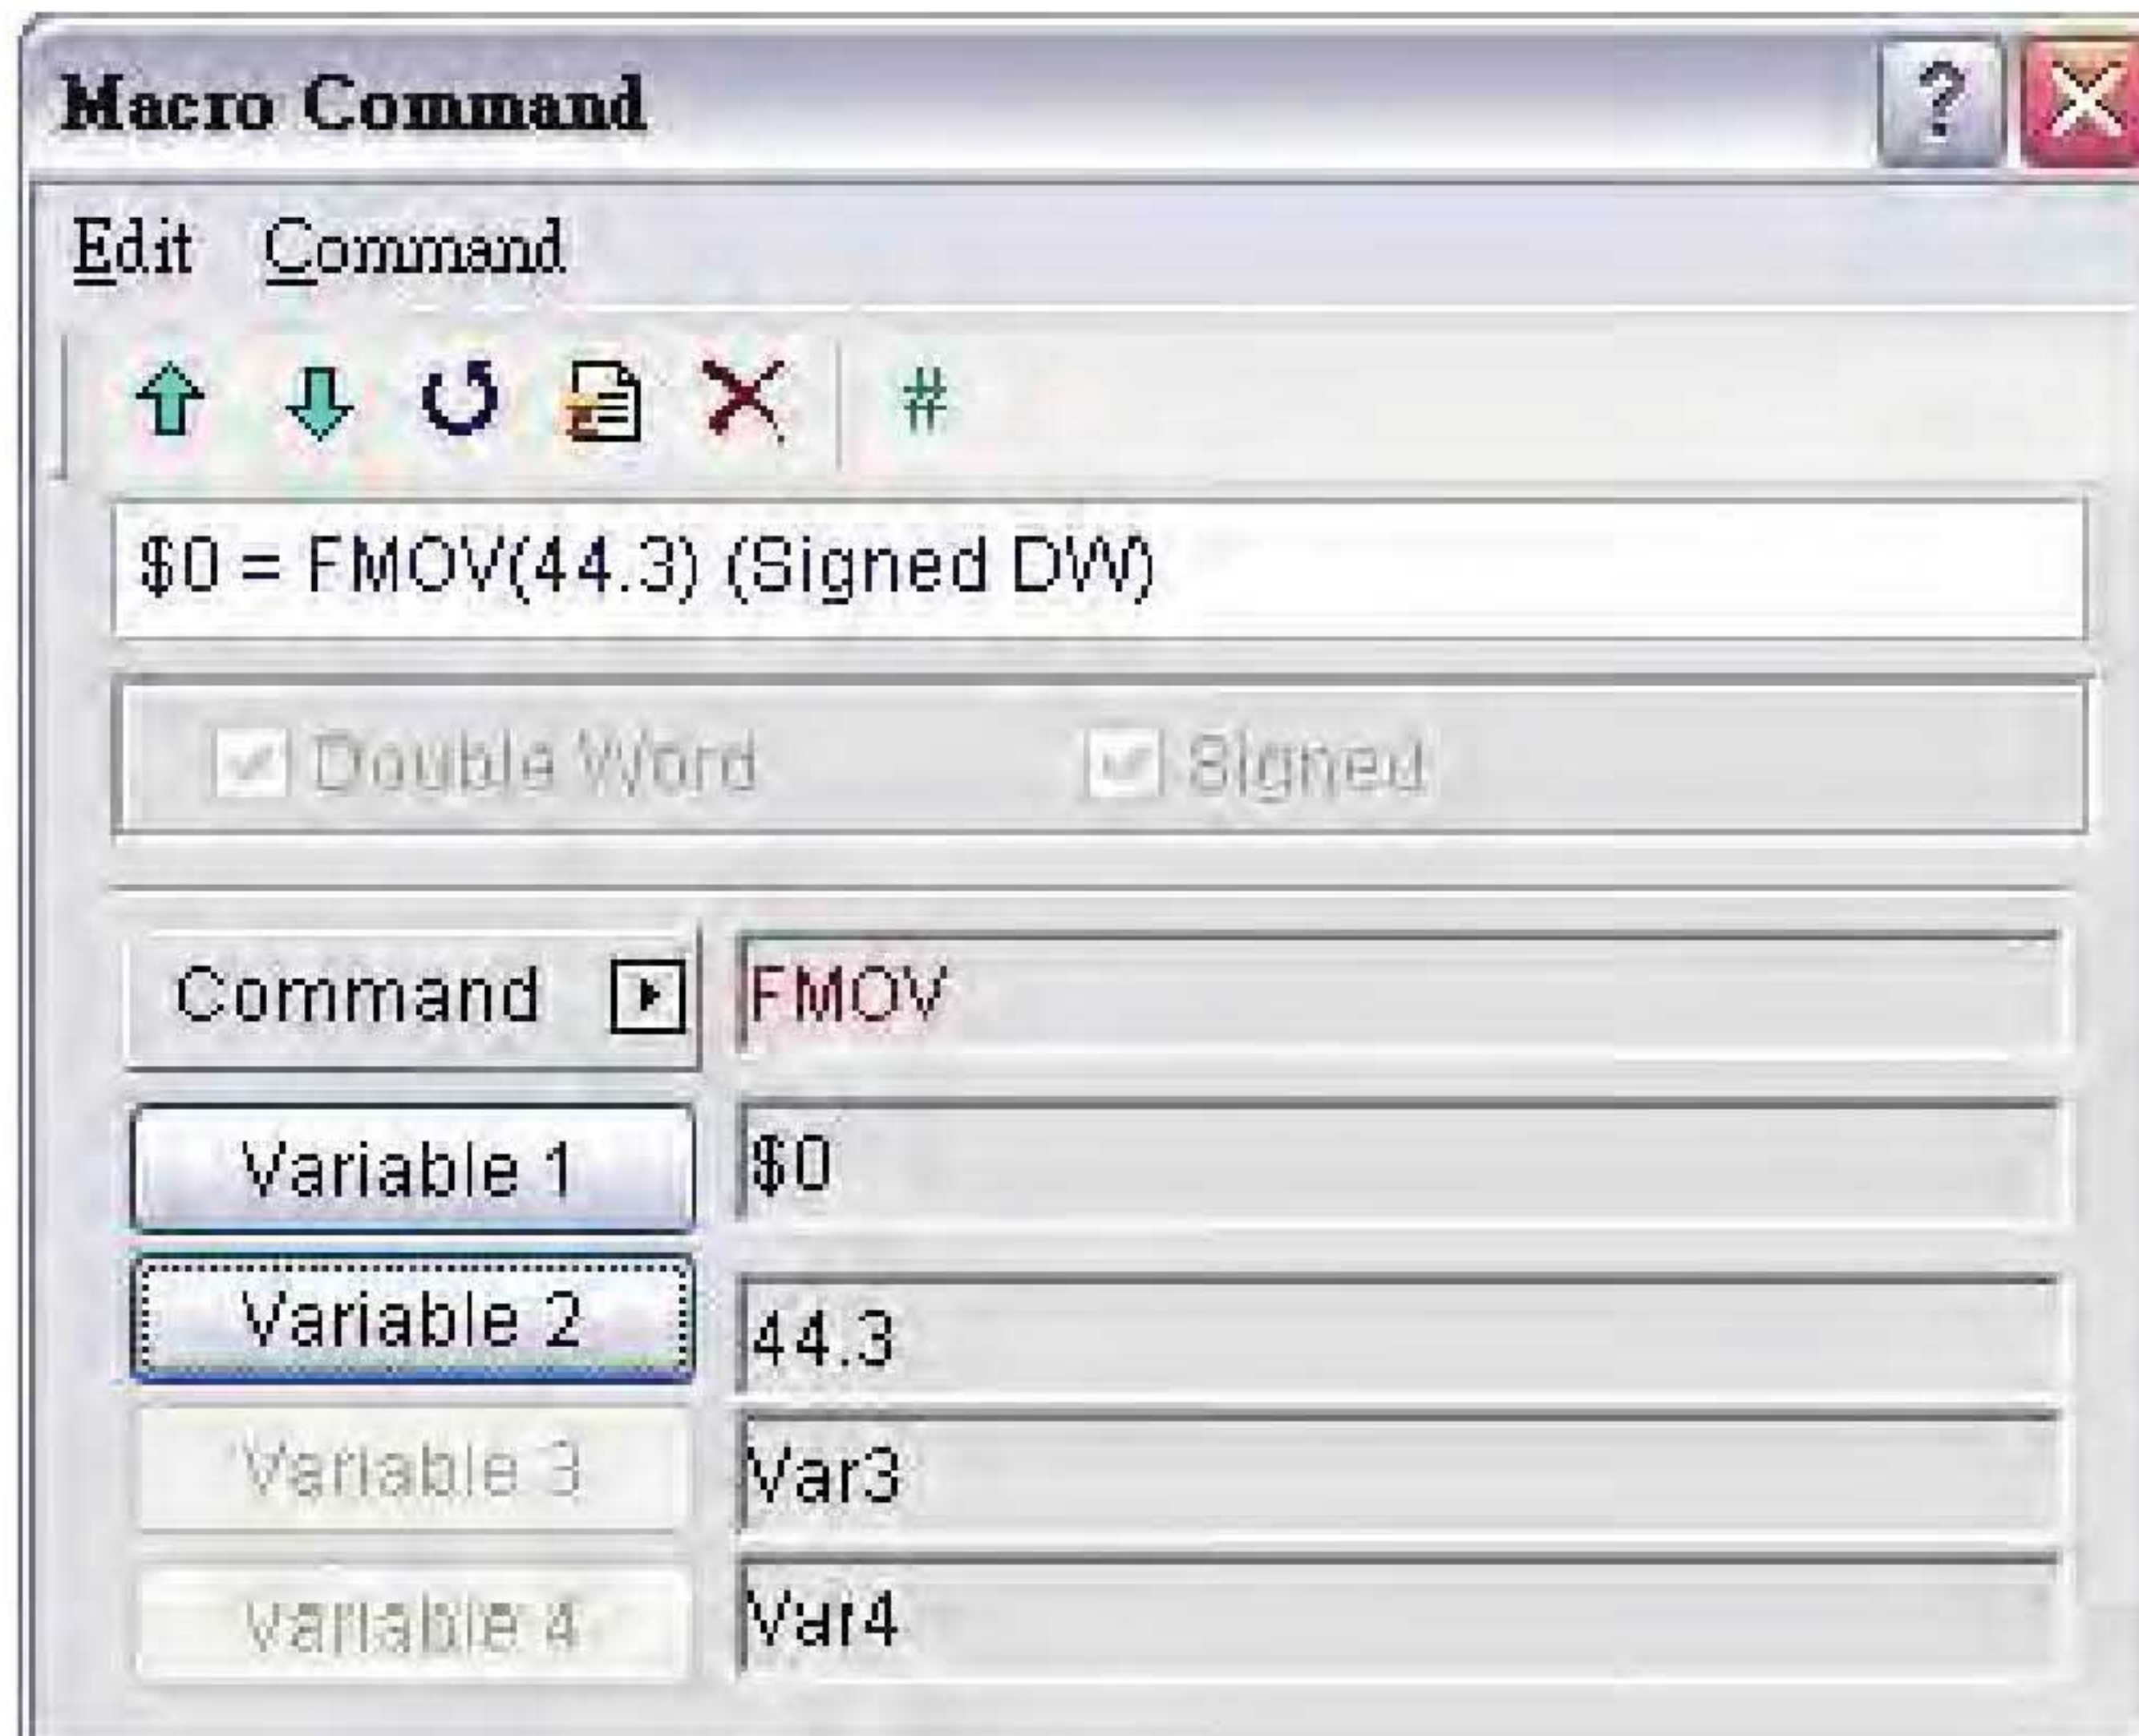 Macro Command
?
Edit Command
#
$0 = FMOV(44.3) (Signed DW)
Double Word Signed
Command FMOV
Variable 1 $0
Variable 2 44.3
Variable 3 Var3
Variable 4 Var4